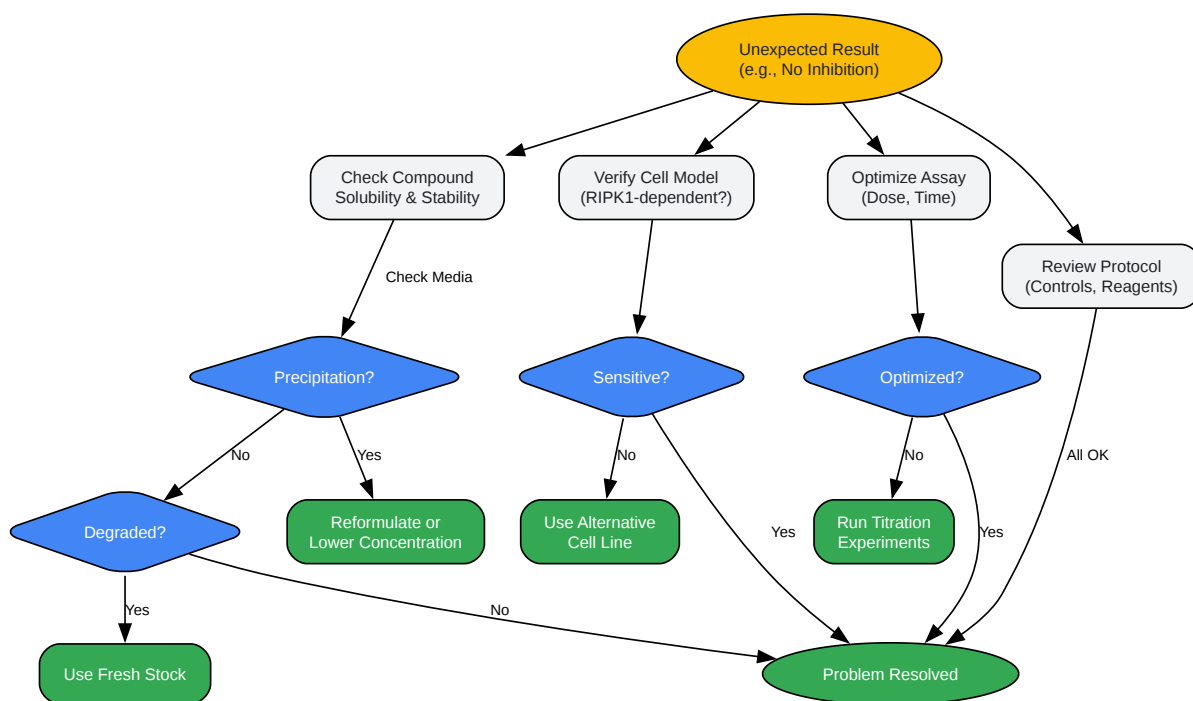 Unexpected Result
(e.g., No Inhibition)
Check Compound
Solubility & Stability
Verify Cell Model
(RIPK1-dependent?)
Optimize Assay
(Dose, Time)
Review Protocol
(Controls, Reagents)
Check Media
Precipitation?
Sensitive?
Optimized?
No
Yes
No
No
All OK
Degraded?
Reformulate or
Lower Concentration
Use Alternative
Cell Line
Yes
Run Titration
Experiments
Yes
Yes
No
Use Fresh Stock
Problem Resolved